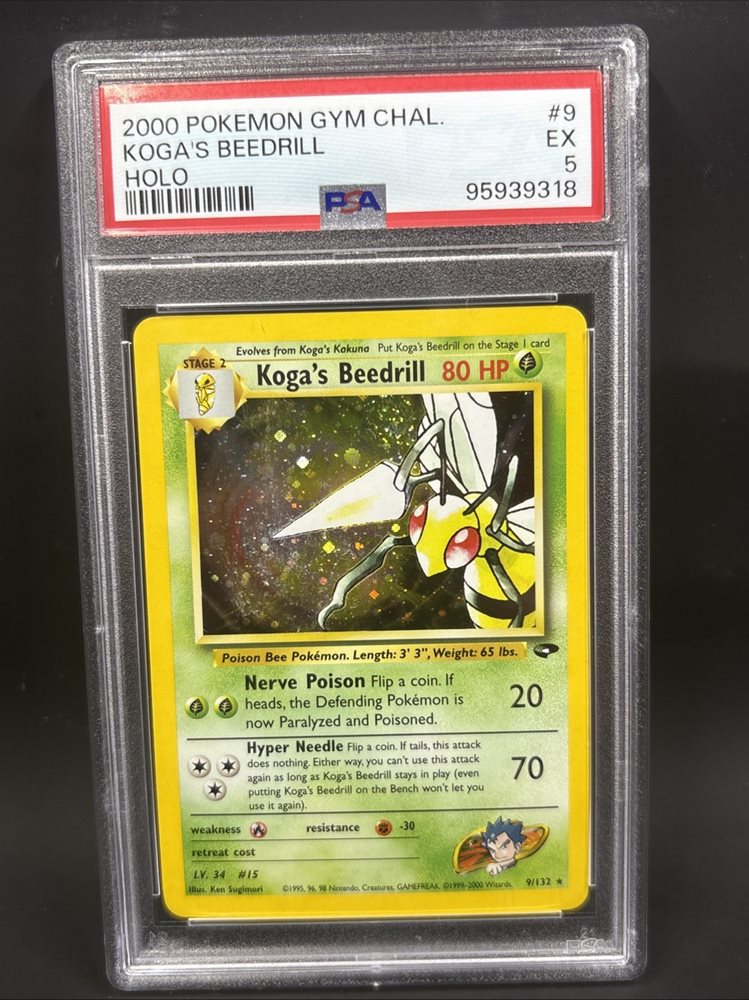 2000 POKEMON GYM CHAL. #9
KOGA'S BEEDRILL EX
HOLO 5
PSA 95939318
Evolves from Koga's Kakuna Put Koga's Beedrill on the Stage 1 card
STAGE 2
Koga's Beedrill 80 HP
Poison Bee Pokémon. Length: 3' 3", Weight: 65 lbs.
Nerve Poison Flip a coin. If
heads, the Defending Pokémon is 20
now Paralyzed and Poisoned.
Hyper Needle Flip a coin. If tails, this attack
does nothing. Either way, you can't use this attack
again as long as Koga's Beedrill stays in play (even 70
putting Koga's Beedrill on the Bench won't let you
use it again).
weakness resistance -30
retreat cost
LV. 34 #15
Illus. Ken Sugimori ©1995, 96, 98 Nintendo, Creatures, GAMEFREAK. ©1999-2000 Wizards. 9/132 ★
PSA